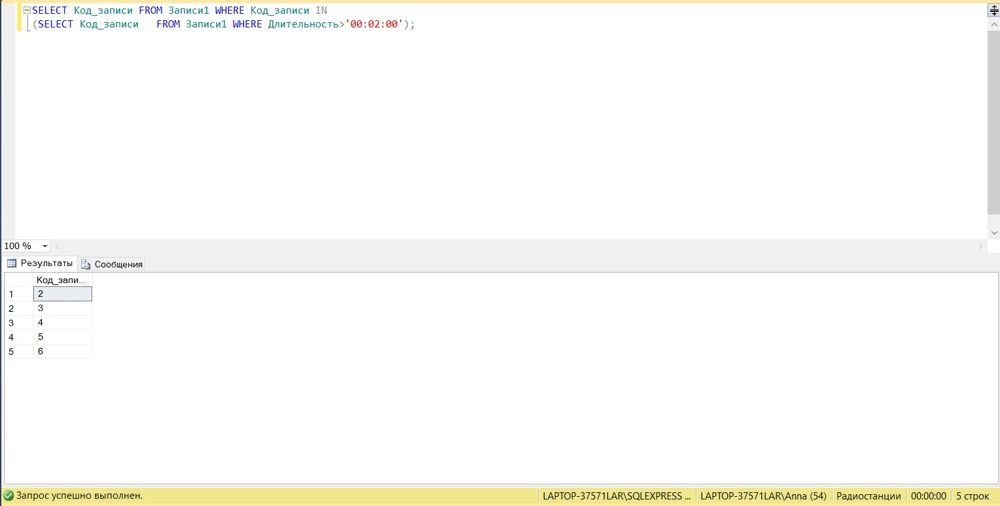 SELECT Код_записи FROM Записи1 WHERE Код_записи IN
(SELECT Код_записи   FROM Записи1 WHERE Длительность>'00:02:00');
100 %
Результаты Сообщения
Код_запи...
1 2
2 3
3 4
4 5
5 6
Запрос успешно выполнен. LAPTOP-37571LAR\SQLEXPRESS ... LAPTOP-37571LAR\Anna (54) Радиостанции 00:00:00 5 строк